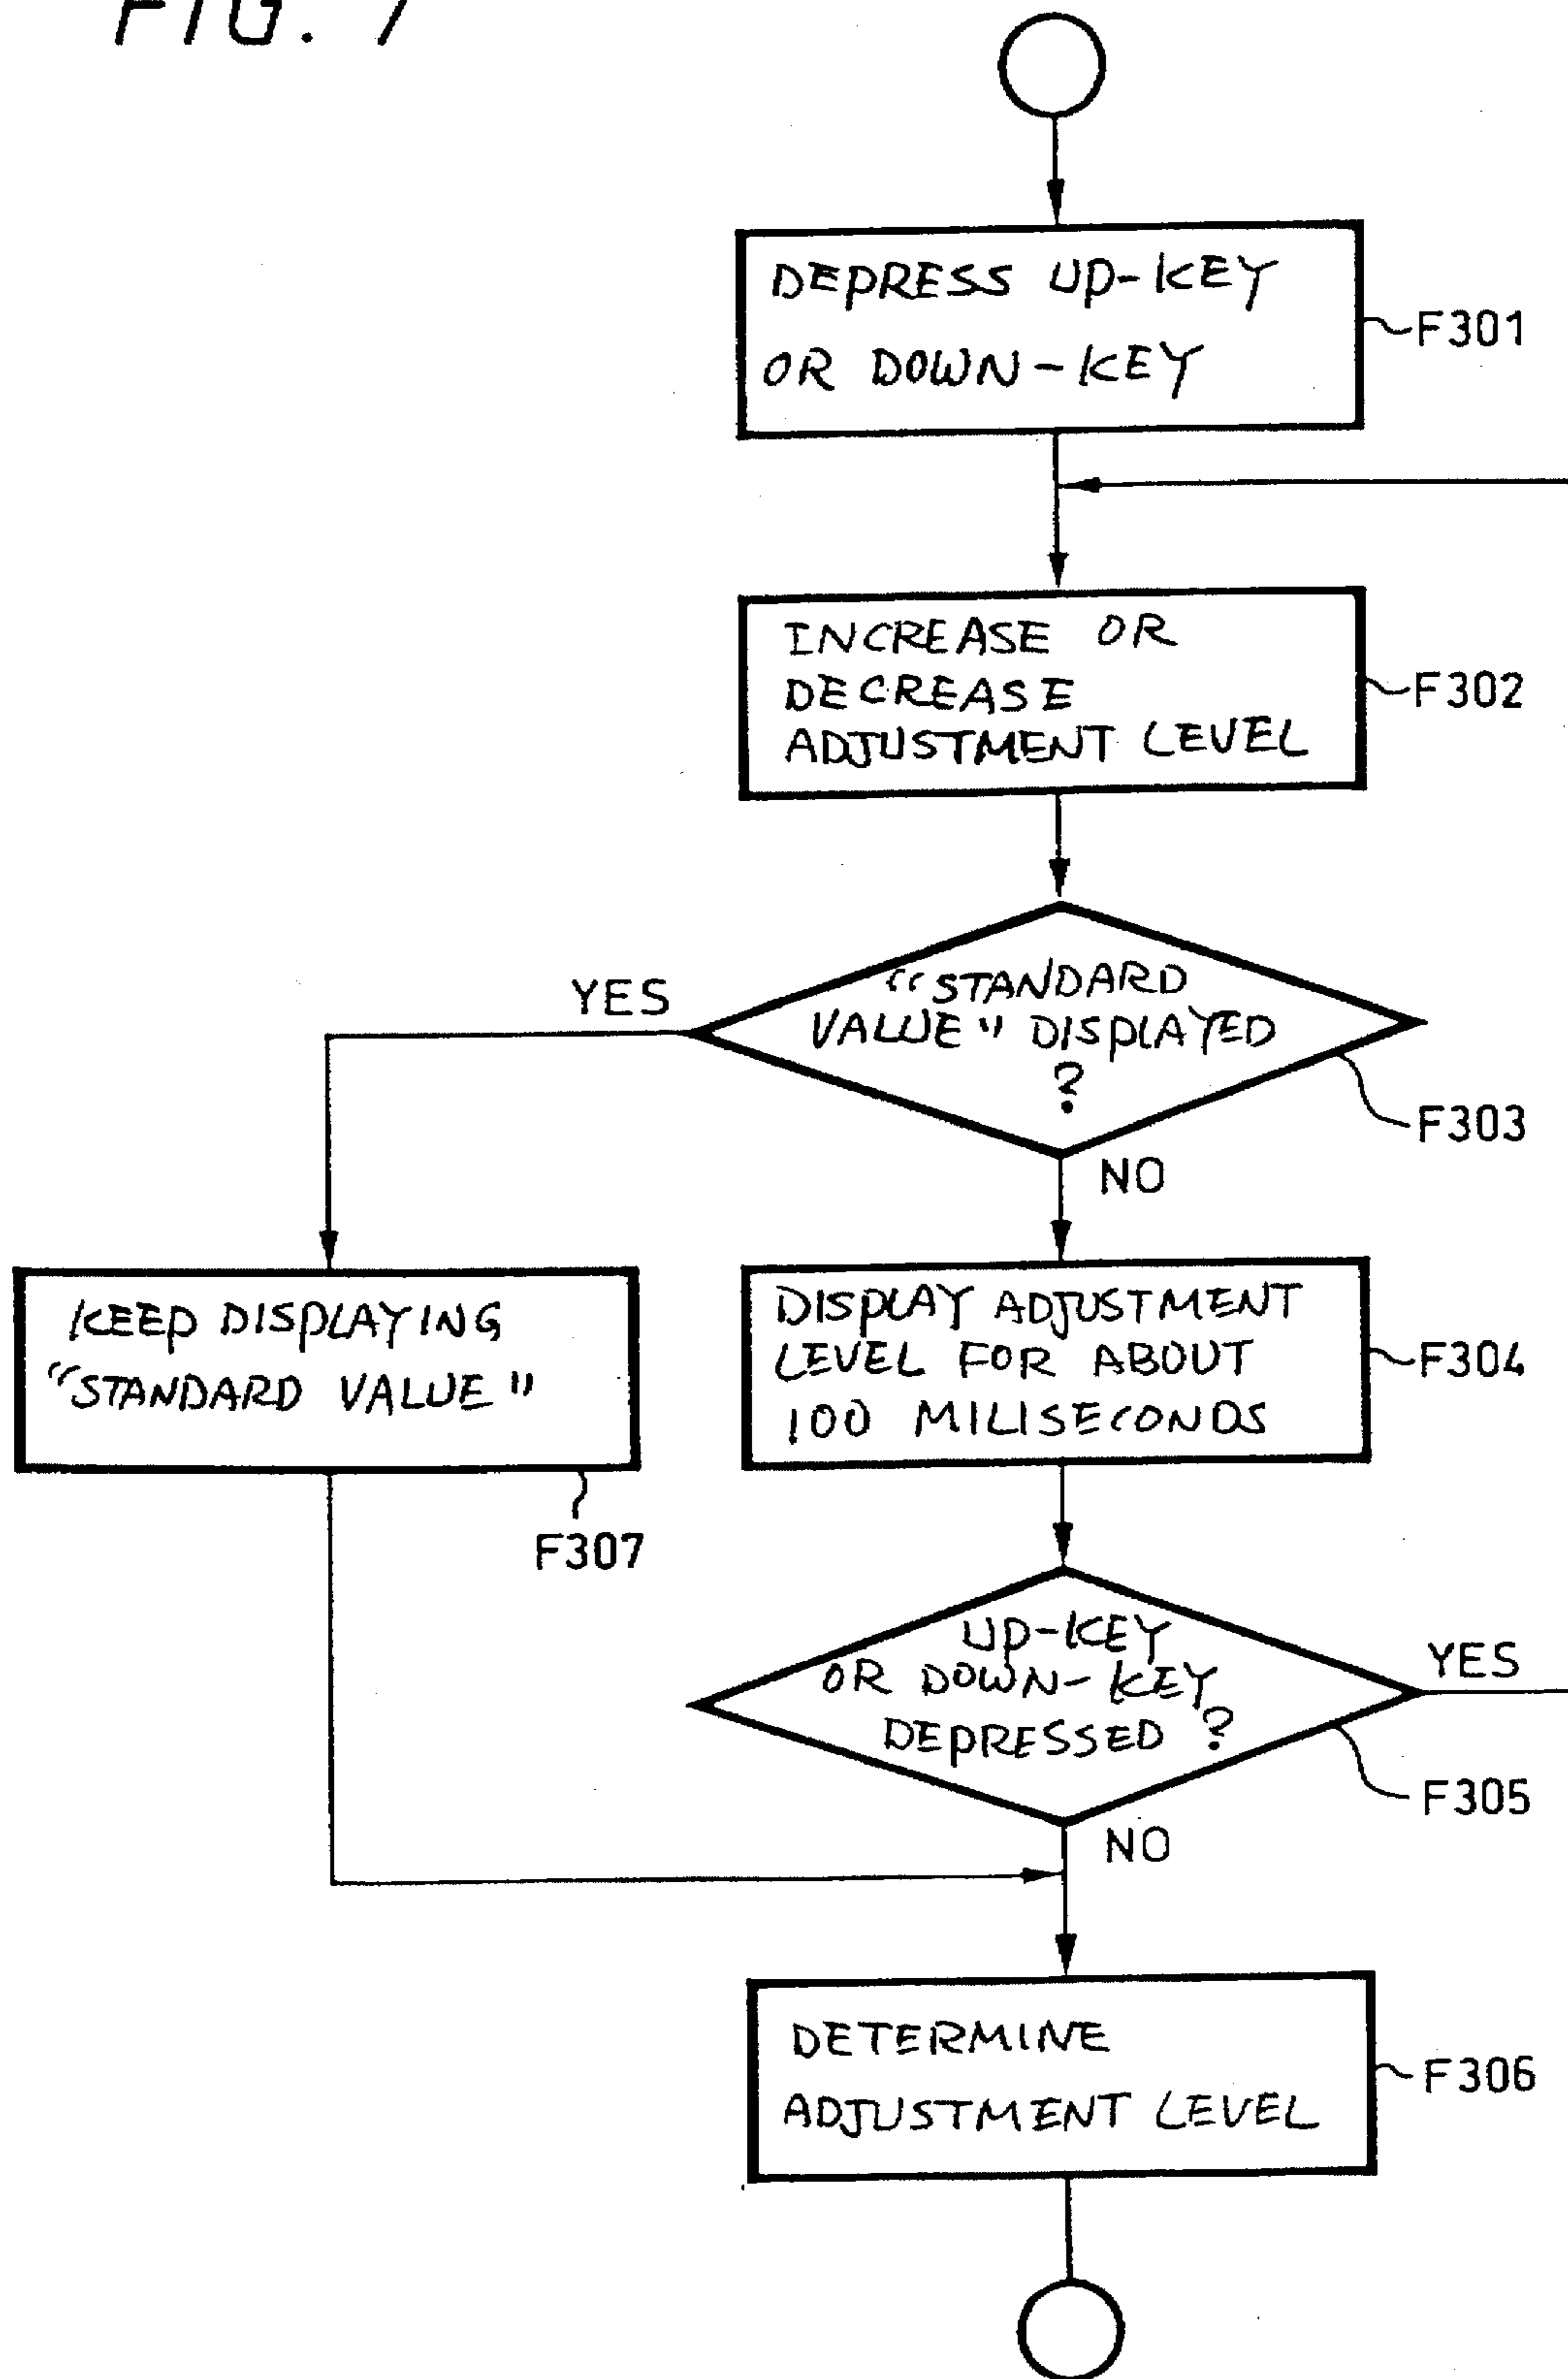 FIG. 7
DEPRESS UP-KEY
OR DOWN-KEY
F301
INCREASE OR
DECREASE
ADJUSTMENT LEVEL
F302
YES
"STANDARD
VALUE" DISPLAYED
?
F303
NO
KEEP DISPLAYING
"STANDARD VALUE"
F307
DISPLAY ADJUSTMENT
LEVEL FOR ABOUT
100 MILISECONDS
F304
UP-KEY
OR DOWN-KEY
DEPRESSED ?
YES
F305
NO
DETERMINE
ADJUSTMENT LEVEL
F306